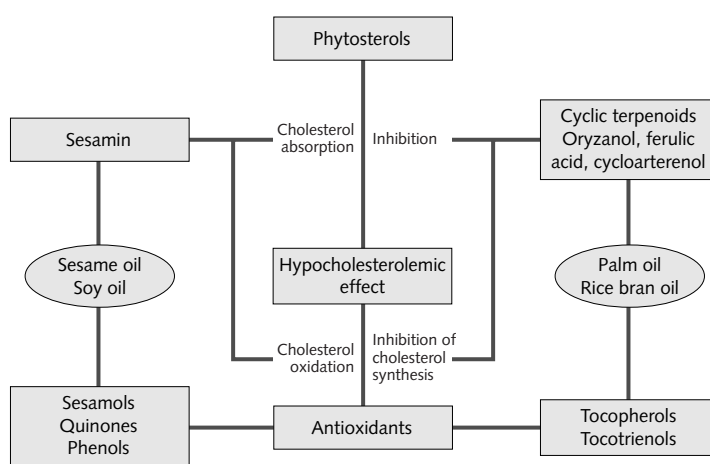 Phytosterols
Sesamin
Cholesterol
absorption
Inhibition
Cyclic terpenoids
Oryzanol, ferulic
acid, cycloarterenol
Sesame oil
Soy oil
Hypocholesterolemic
effect
Palm oil
Rice bran oil
Cholesterol
oxidation
Inhibition of
cholesterol
synthesis
Sesamols
Quinones
Phenols
Antioxidants
Tocopherols
Tocotrienols